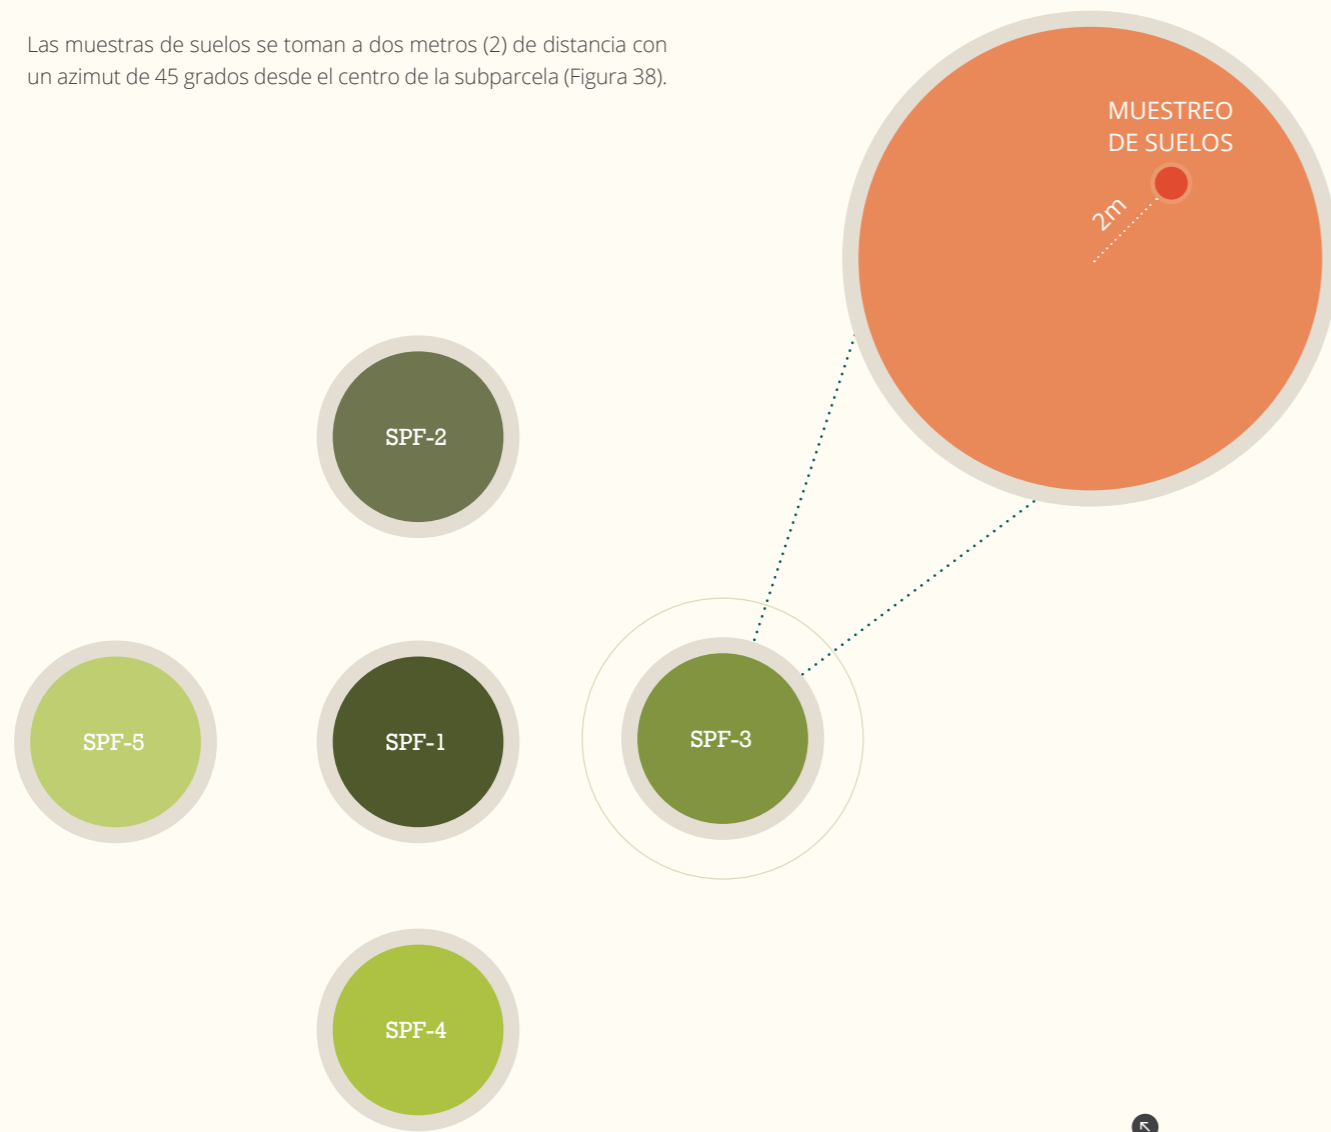 Las muestras de suelos se toman a dos metros (2) de distancia con
un azimut de 45 grados desde el centro de la subparcela (Figura 38).
MUESTREO
DE SUELOS
2m
SPF-2
SPF-5
SPF-1
SPF-3
SPF-4